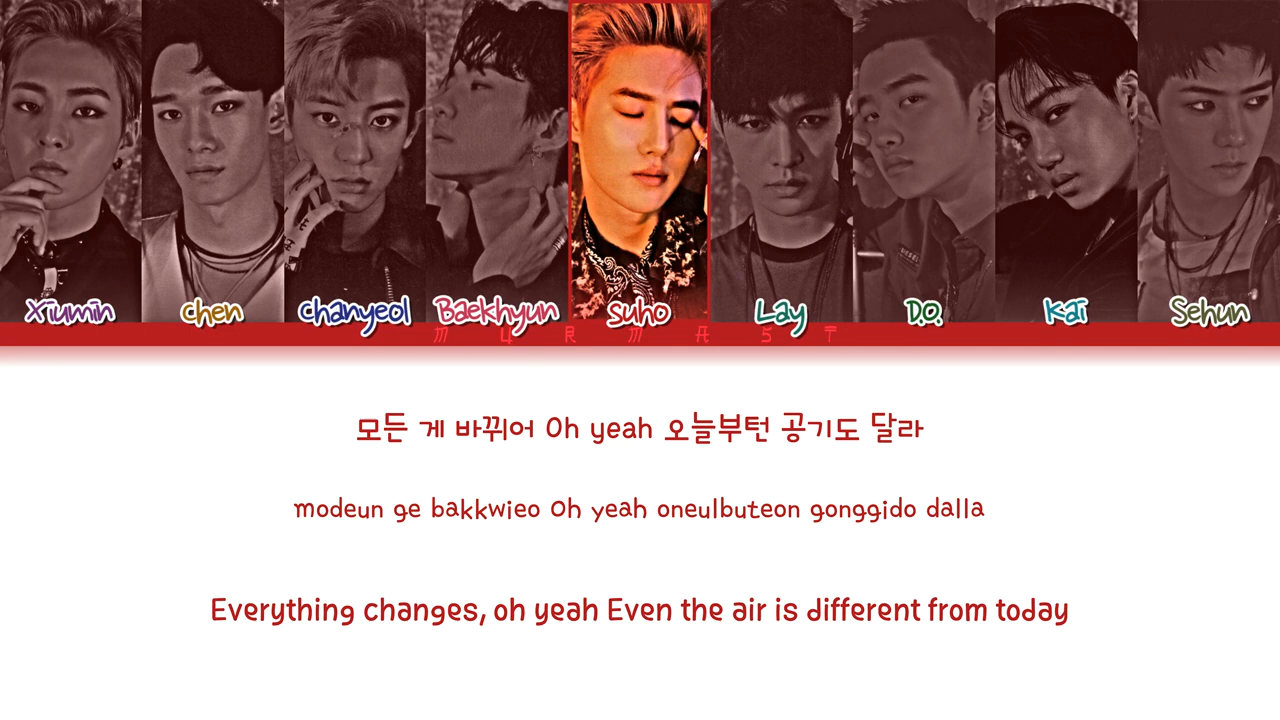 Xiumin chen chanyeol Baekhyun suho Lay D.O. Kai Sehun
모든 게 바뀌어 Oh yeah 오늘부턴 공기도 달라
modeun ge bakkwieo Oh yeah oneulbuteon gonggido dalla
Everything changes, oh yeah Even the air is different from today